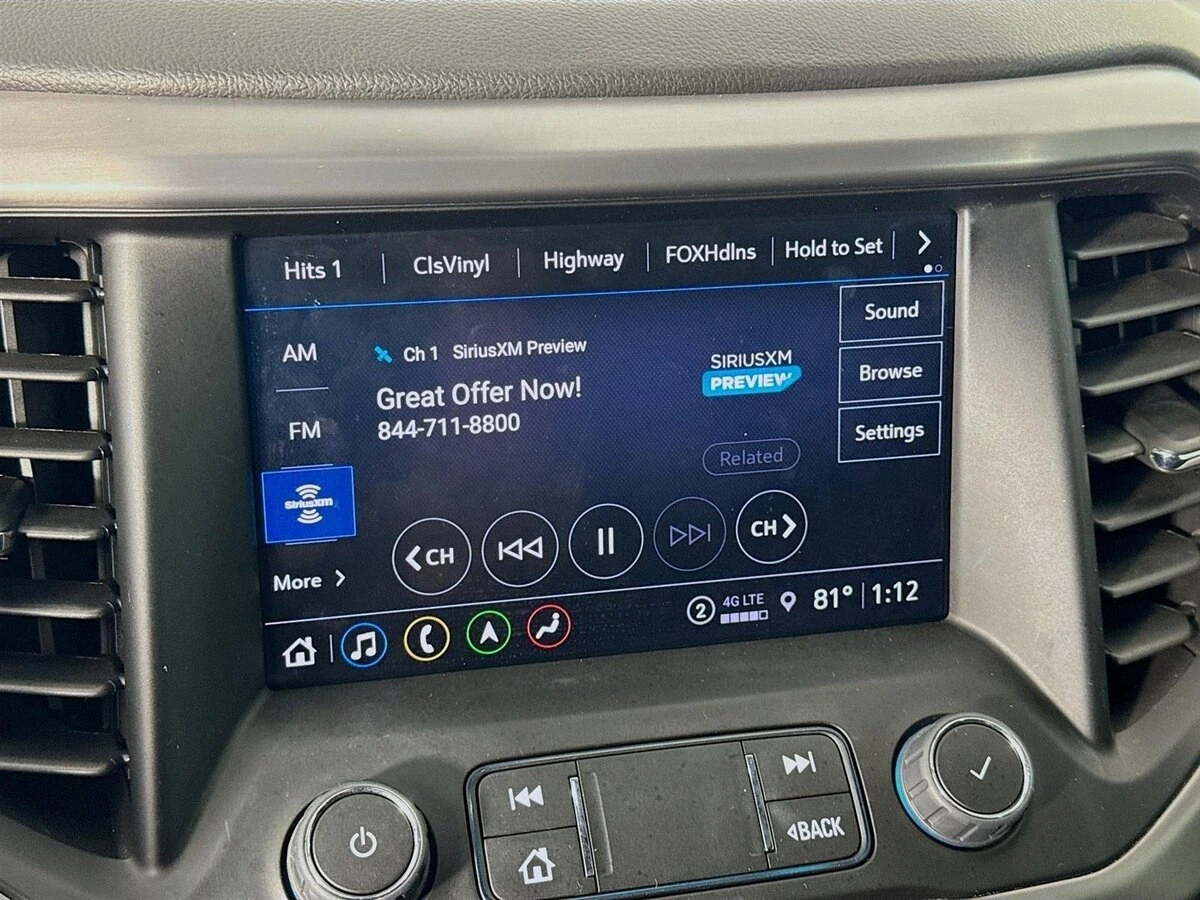 Hits 1
ClsVinyl
Highway
FOXHdlns
Hold to Set
AM
Ch 1 SiriusXM Preview
SIRIUSXM
PREVIEW
Sound
Great Offer Now!
844-711-8800
Browse
FM
Related
Settings
SiriusXM
CH
CH
More
2
4G LTE
81°
1:12
BACK